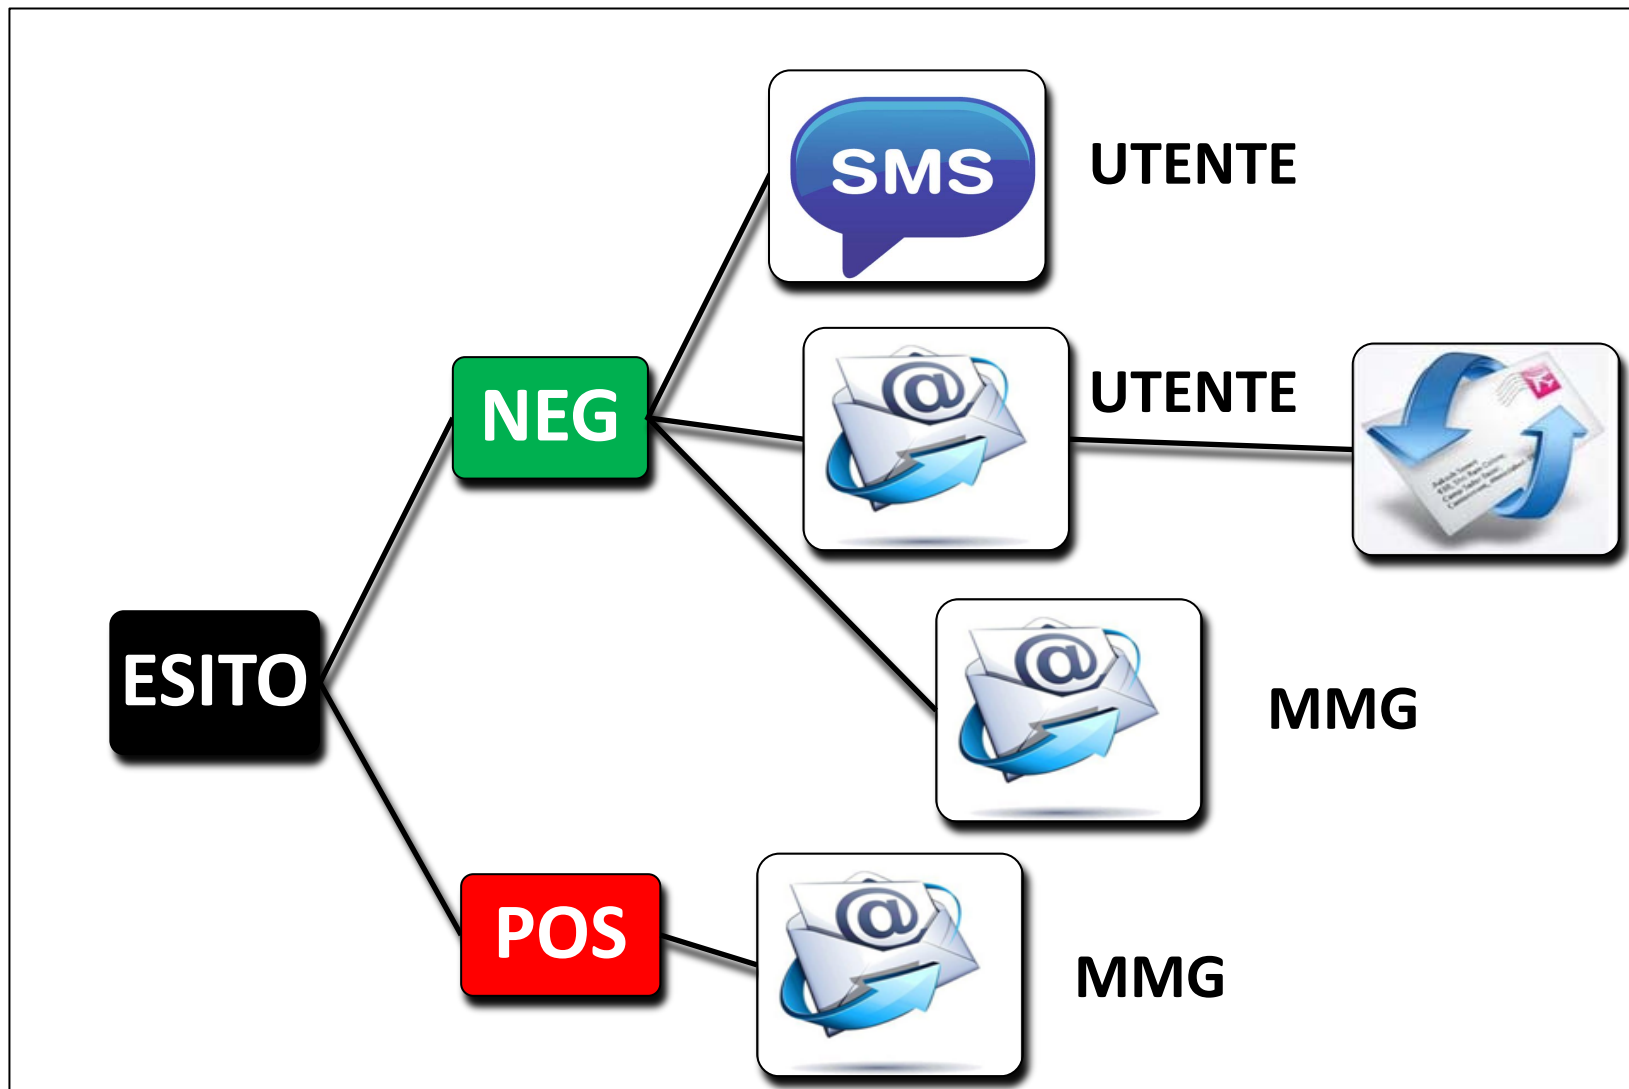 SMS
UTENTE
NEG
@
UTENTE
ESITO
@
MMG
POS
@
MMG